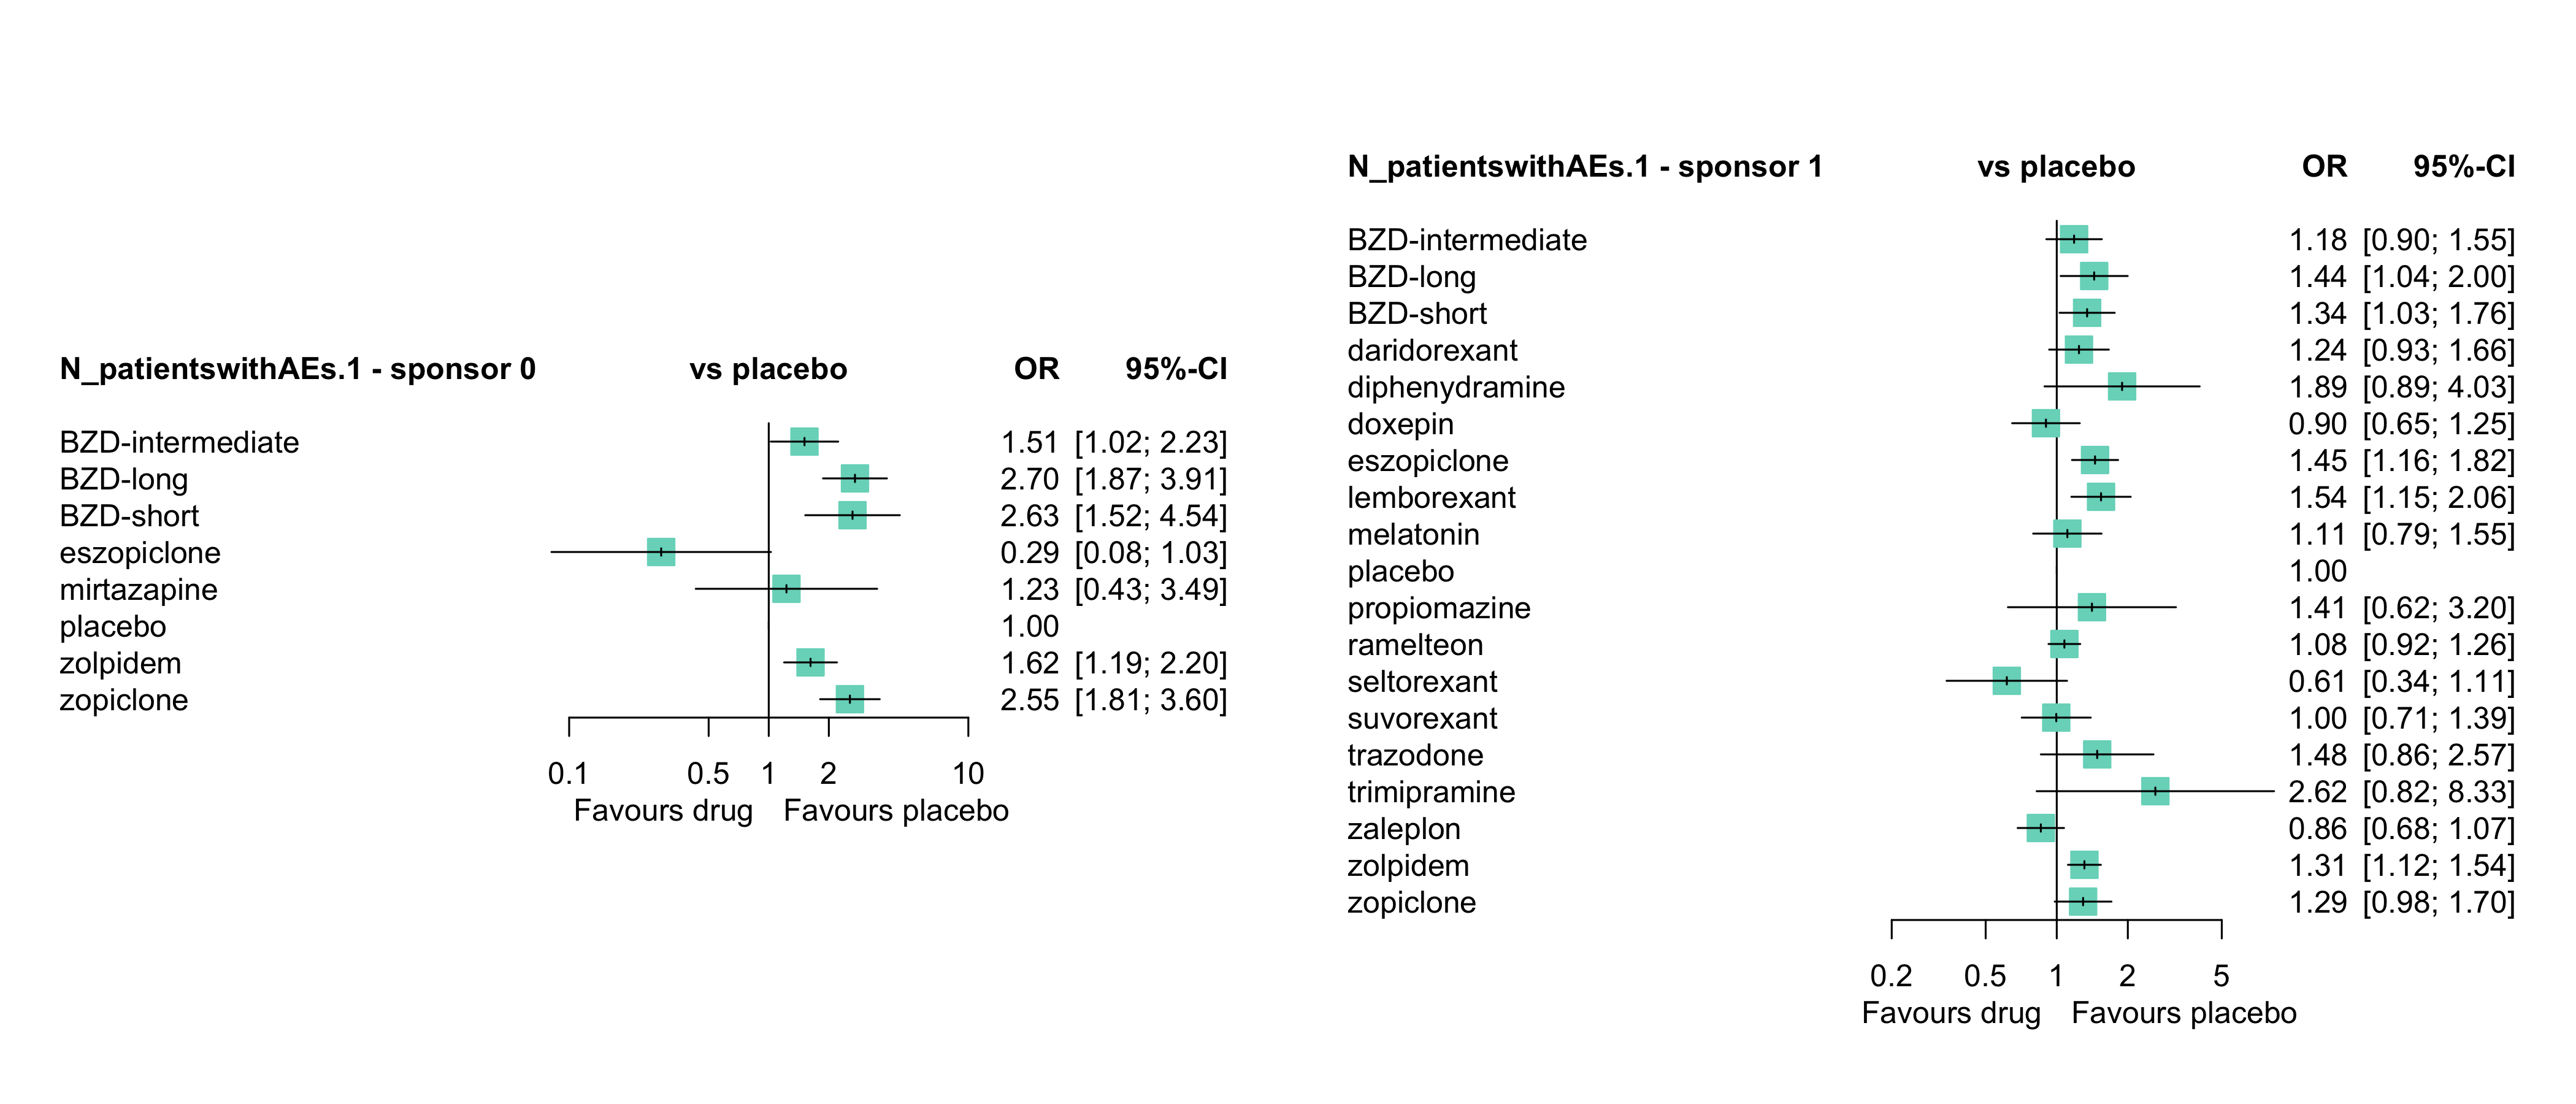 N_patientswithAEs.1 - sponsor 0 vs placebo OR 95%-CI
BZD-intermediate 1.51 [1.02; 2.23]
BZD-long 2.70 [1.87; 3.91]
BZD-short 2.63 [1.52; 4.54]
eszopiclone 0.29 [0.08; 1.03]
mirtazapine 1.23 [0.43; 3.49]
placebo 1.00
zolpidem 1.62 [1.19; 2.20]
zopiclone 2.55 [1.81; 3.60]
0.1 0.5 1 2 10
Favours drug Favours placebo
N_patientswithAEs.1 - sponsor 1 vs placebo OR 95%-CI
BZD-intermediate 1.18 [0.90; 1.55]
BZD-long 1.44 [1.04; 2.00]
BZD-short 1.34 [1.03; 1.76]
daridorexant 1.24 [0.93; 1.66]
diphenydramine 1.89 [0.89; 4.03]
doxepin 0.90 [0.65; 1.25]
eszopiclone 1.45 [1.16; 1.82]
lemborexant 1.54 [1.15; 2.06]
melatonin 1.11 [0.79; 1.55]
placebo 1.00
propiomazine 1.41 [0.62; 3.20]
ramelteon 1.08 [0.92; 1.26]
seltorexant 0.61 [0.34; 1.11]
suvorexant 1.00 [0.71; 1.39]
trazodone 1.48 [0.86; 2.57]
trimipramine 2.62 [0.82; 8.33]
zaleplon 0.86 [0.68; 1.07]
zolpidem 1.31 [1.12; 1.54]
zopiclone 1.29 [0.98; 1.70]
0.2 0.5 1 2 5
Favours drug Favours placebo